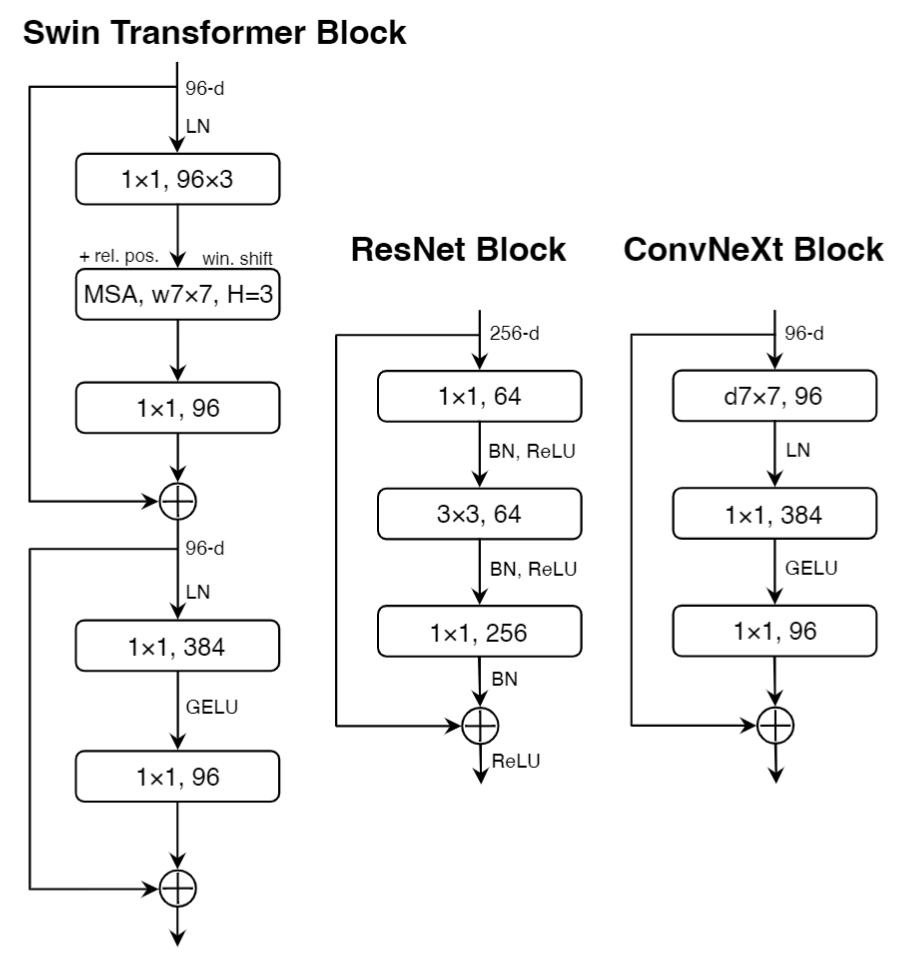 Swin Transformer Block
96-d
LN
1×1, 96×3
+ rel. pos. win. shift
MSA, w7×7, H=3
1×1, 96
96-d
LN
1×1, 384
GELU
1×1, 96
ResNet Block
256-d
1×1, 64
BN, ReLU
3×3, 64
BN, ReLU
1×1, 256
BN
ReLU
ConvNeXt Block
96-d
d7×7, 96
LN
1×1, 384
GELU
1×1, 96